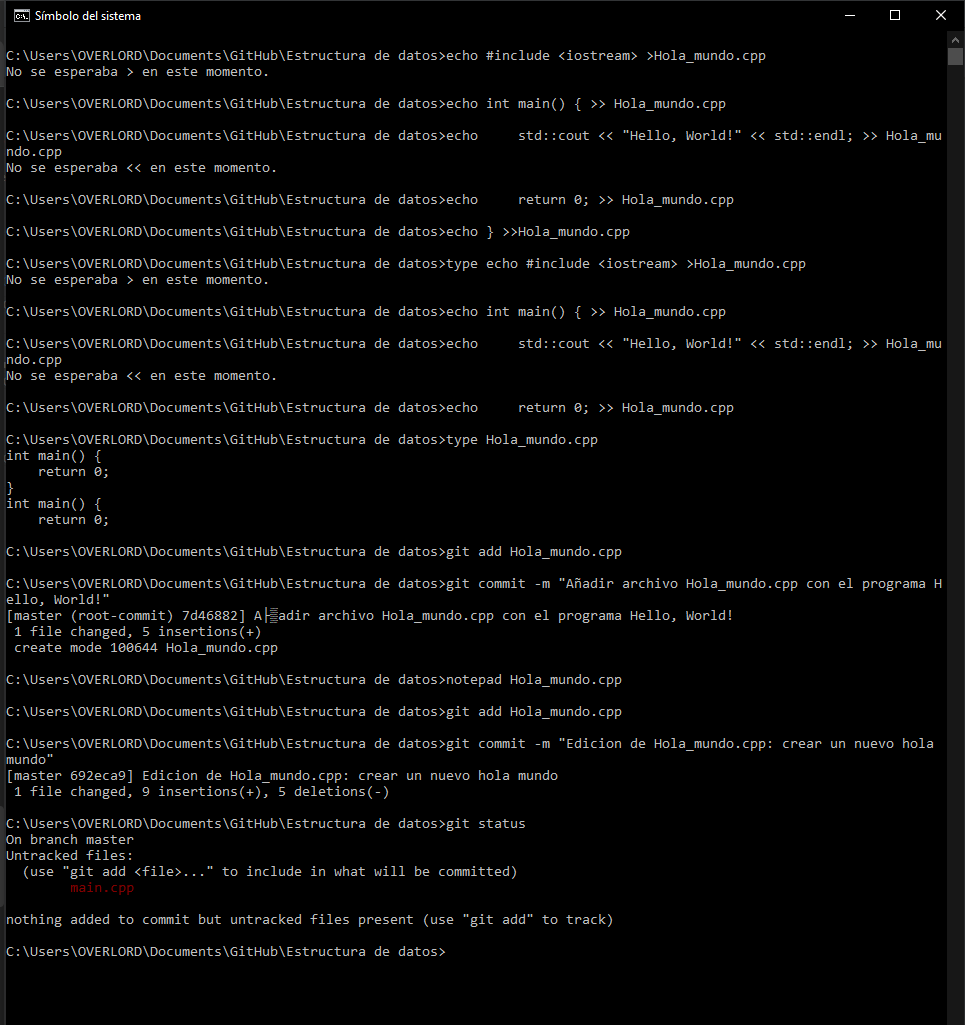 Símbolo del sistema
C:\Users\OVERLORD\Documents\GitHub\Estructura de datos>echo #include <iostream> >Hola_mundo.cpp
No se esperaba > en este momento.
C:\Users\OVERLORD\Documents\GitHub\Estructura de datos>echo int main() { >> Hola_mundo.cpp
C:\Users\OVERLORD\Documents\GitHub\Estructura de datos>echo     std::cout << "Hello, World!" << std::endl; >> Hola_mu
ndo.cpp
No se esperaba << en este momento.
C:\Users\OVERLORD\Documents\GitHub\Estructura de datos>echo     return 0; >> Hola_mundo.cpp
C:\Users\OVERLORD\Documents\GitHub\Estructura de datos>echo } >>Hola_mundo.cpp
C:\Users\OVERLORD\Documents\GitHub\Estructura de datos>type echo #include <iostream> >Hola_mundo.cpp
No se esperaba > en este momento.
C:\Users\OVERLORD\Documents\GitHub\Estructura de datos>echo int main() { >> Hola_mundo.cpp
C:\Users\OVERLORD\Documents\GitHub\Estructura de datos>echo     std::cout << "Hello, World!" << std::endl; >> Hola_mu
ndo.cpp
No se esperaba << en este momento.
C:\Users\OVERLORD\Documents\GitHub\Estructura de datos>echo     return 0; >> Hola_mundo.cpp
C:\Users\OVERLORD\Documents\GitHub\Estructura de datos>type Hola_mundo.cpp
int main() {
    return 0;
}
int main() {
    return 0;
C:\Users\OVERLORD\Documents\GitHub\Estructura de datos>git add Hola_mundo.cpp
C:\Users\OVERLORD\Documents\GitHub\Estructura de datos>git commit -m "Añadir archivo Hola_mundo.cpp con el programa H
ello, World!"
[master (root-commit) 7d46882] A├▒adir archivo Hola_mundo.cpp con el programa Hello, World!
 1 file changed, 5 insertions(+)
 create mode 100644 Hola_mundo.cpp
C:\Users\OVERLORD\Documents\GitHub\Estructura de datos>notepad Hola_mundo.cpp
C:\Users\OVERLORD\Documents\GitHub\Estructura de datos>git add Hola_mundo.cpp
C:\Users\OVERLORD\Documents\GitHub\Estructura de datos>git commit -m "Edicion de Hola_mundo.cpp: crear un nuevo hola
mundo"
[master 692eca9] Edicion de Hola_mundo.cpp: crear un nuevo hola mundo
 1 file changed, 9 insertions(+), 5 deletions(-)
C:\Users\OVERLORD\Documents\GitHub\Estructura de datos>git status
On branch master
Untracked files:
  (use "git add <file>..." to include in what will be committed)
        main.cpp
nothing added to commit but untracked files present (use "git add" to track)
C:\Users\OVERLORD\Documents\GitHub\Estructura de datos>